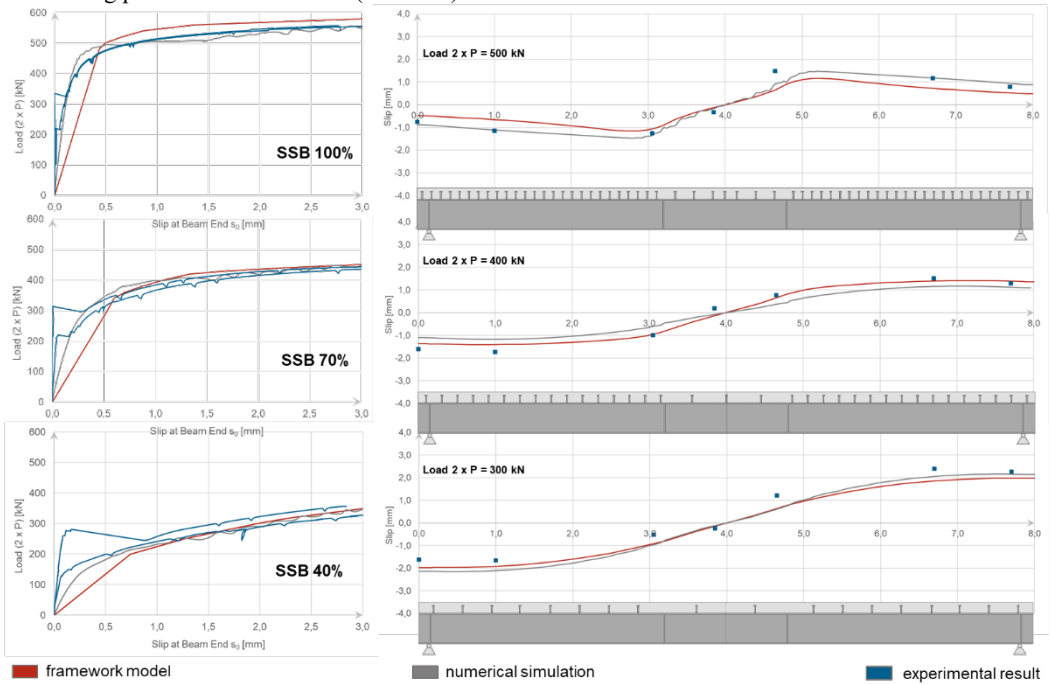 600
500
400
300
200
100
0
Load (2 x P) [kN]
SSB 100%
0,0 0,5 1,0 1,5 2,0 2,5 3,0
Slip at Beam End s₀ [mm]
600
500
400
300
200
100
0
Load (2 x P) [kN]
SSB 70%
0,0 0,5 1,0 1,5 2,0 2,5 3,0
Slip at Beam End s₀ [mm]
600
500
400
300
200
100
0
Load (2 x P) [kN]
SSB 40%
0,0 0,5 1,0 1,5 2,0 2,5 3,0
Slip at Beam End s₀ [mm]
4,0
3,0
2,0
1,0
0,0
-1,0
-2,0
-3,0
-4,0
Slip [mm]
Load 2 x P = 500 kN
0,0 1,0 2,0 3,0 4,0 5,0 6,0 7,0 8,0
4,0
3,0
2,0
1,0
0,0
-1,0
-2,0
-3,0
-4,0
Slip [mm]
Load 2 x P = 400 kN
0,0 1,0 2,0 3,0 4,0 5,0 6,0 7,0 8,0
4,0
3,0
2,0
1,0
0,0
-1,0
-2,0
-3,0
-4,0
Slip [mm]
Load 2 x P = 300 kN
0,0 1,0 2,0 3,0 4,0 5,0 6,0 7,0 8,0
framework model
numerical simulation
experimental result